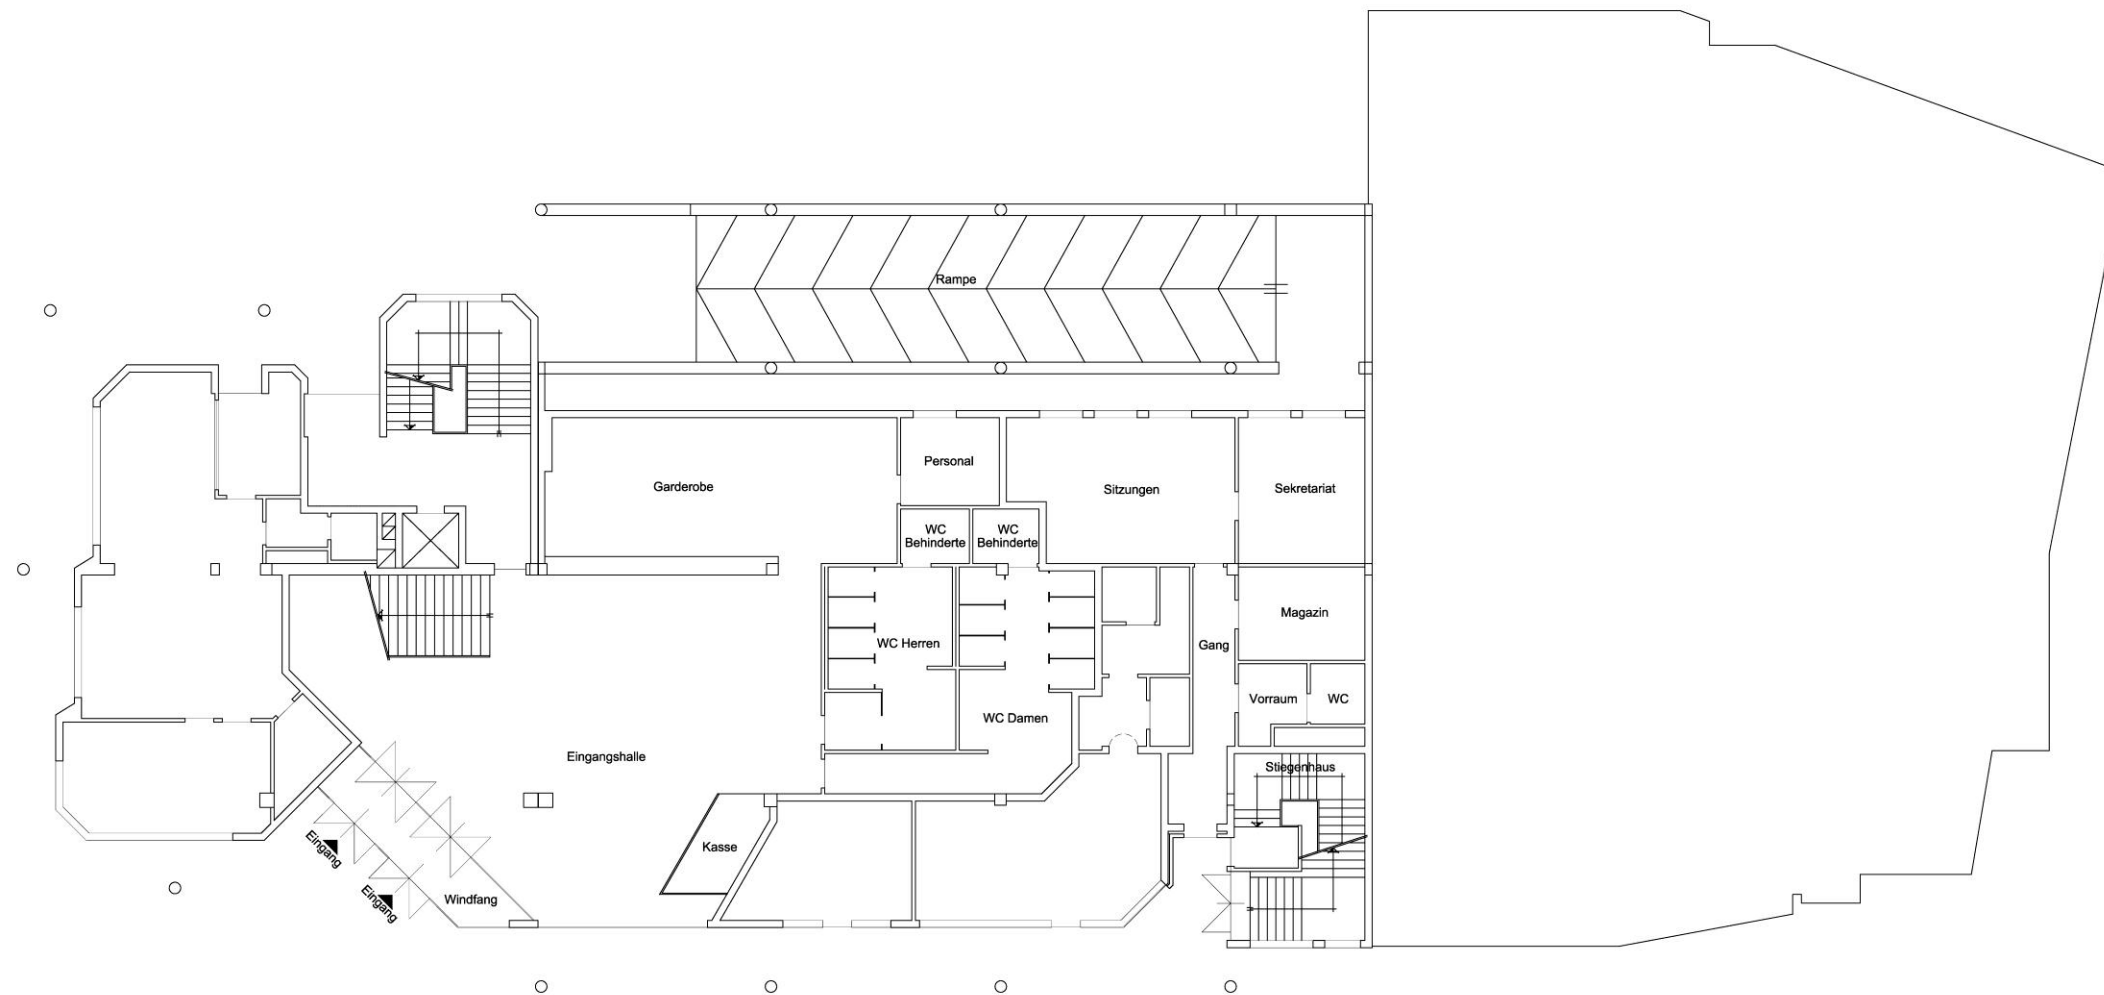 Rampe
Personal
Garderobe
Sitzungen
Sekretariat
WC
Behinderte
WC
Behinderte
Magazin
WC Herren
Gang
Vorraum
WC
WC Damen
Eingangshalle
Stiegenhaus
Eingang
Kasse
Eingang
Windfang